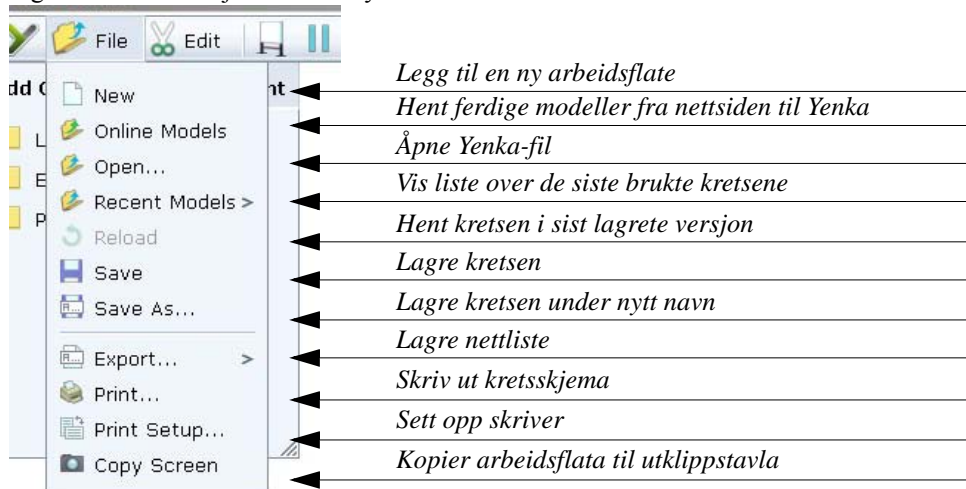 File Edit
New
Legg til en ny arbeidsflate
Online Models
Hent ferdige modeller fra nettsiden til Yenka
Open...
Åpne Yenka-fil
Recent Models >
Vis liste over de siste brukte kretsene
Reload
Hent kretsen i sist lagrete versjon
Save
Lagre kretsen
Save As...
Lagre kretsen under nytt navn
Export... >
Lagre nettliste
Print...
Skriv ut kretsskjema
Print Setup...
Sett opp skriver
Copy Screen
Kopier arbeidsflata til utklippstavla